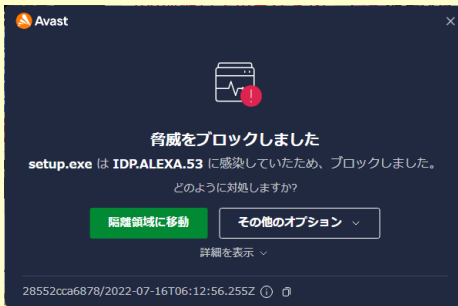 Avast
脅威をブロックしました
setup.exe は IDP.ALEXA.53 に感染していたため、ブロックしました。
どのように対処しますか?
隔離領域に移動 その他のオプション
詳細を表示
28552cca6878/2022-07-16T06:12:56.255Z